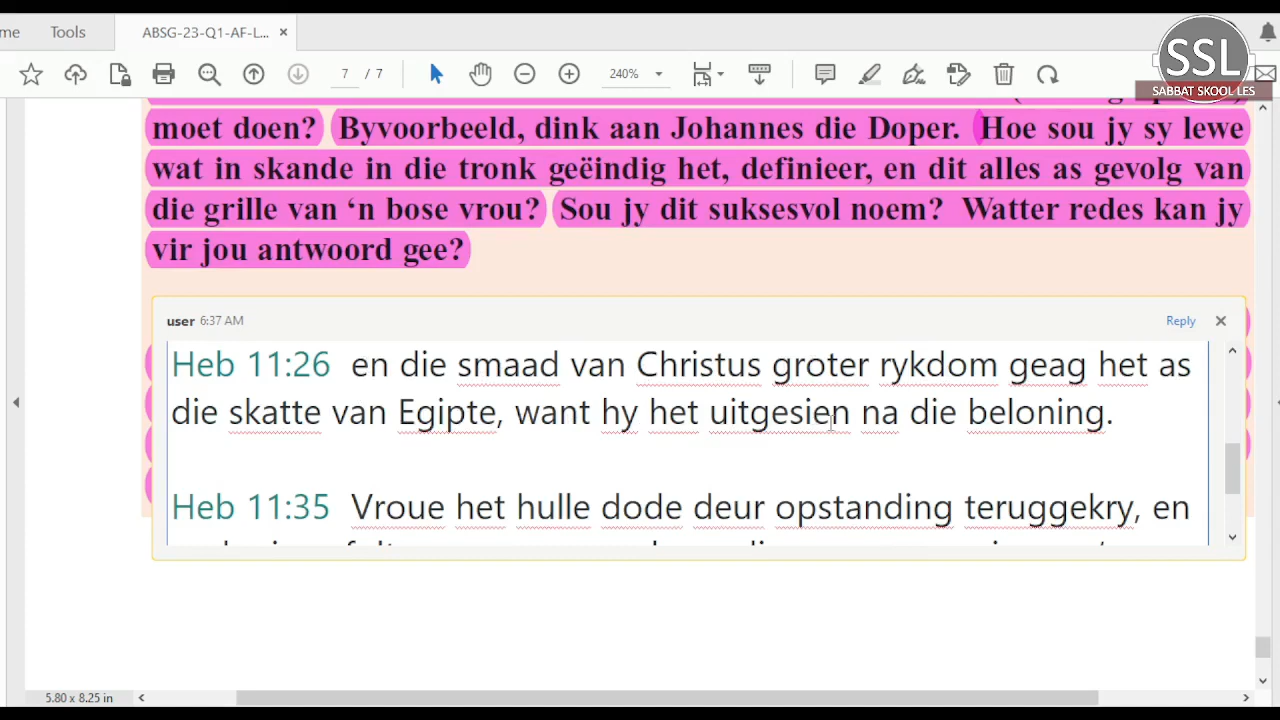 me Tools ABSG-23-Q1-AF-L... ×
7 / 7 240%
SSL
SABBAT SKOOL LES
moet doen? Byvoorbeeld, dink aan Johannes die Doper. Hoe sou jy sy lewe
wat in skande in die tronk geëindig het, definieer, en dit alles as gevolg van
die grille van ‘n bose vrou? Sou jy dit suksesvol noem? Watter redes kan jy
vir jou antwoord gee?
user 6:37 AM Reply
Heb 11:26 en die smaad van Christus groter rykdom geag het as
die skatte van Egipte, want hy het uitgesien na die beloning.
Heb 11:35 Vroue het hulle dode deur opstanding teruggekry, en
5.80 x 8.25 in